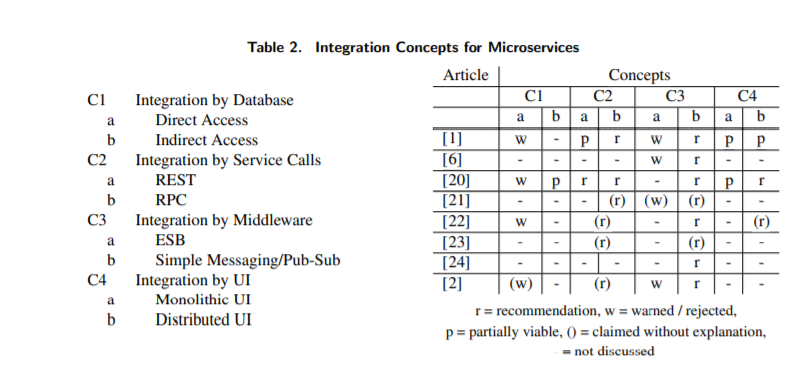 Table 2. Integration Concepts for Microservices
C1 Integration by Database
a Direct Access
b Indirect Access
C2 Integration by Service Calls
a REST
b RPC
C3 Integration by Middleware
a ESB
b Simple Messaging/Pub-Sub
C4 Integration by UI
a Monolithic UI
b Distributed UI
Article Concepts
C1 C2 C3 C4
a b a b a b a b
[1] w - p r w r p p
[6] - - - - w r - -
[20] w p r r - r p r
[21] - - - (r) (w) (r) - -
[22] w - (r) - r - (r)
[23] - - (r) - (r) - -
[24] - - - - - r - -
[2] (w) - (r) w r - -
r = recommendation, w = warned / rejected,
p = partially viable, () = claimed without explanation,
- = not discussed